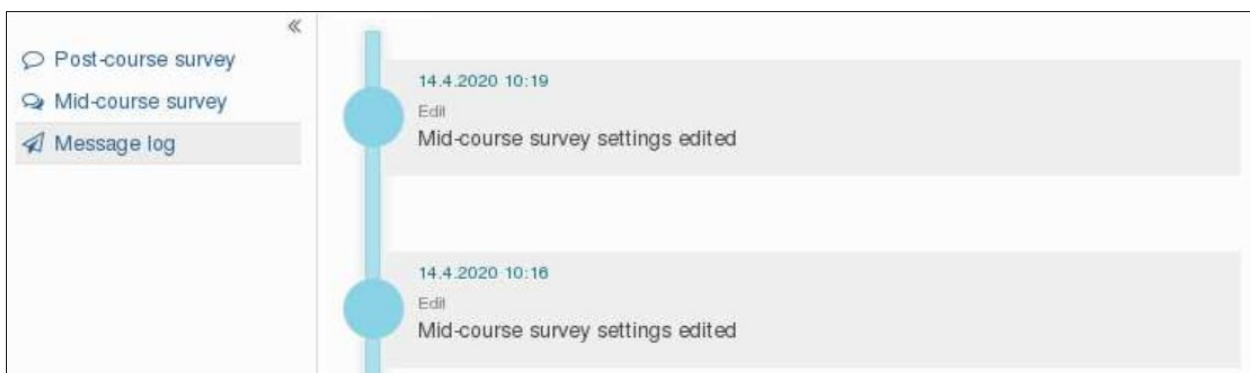 «
Post-course survey
Mid-course survey
Message log
14.4.2020 10:19
Edit
Mid-course survey settings edited
14.4.2020 10:16
Edit
Mid-course survey settings edited